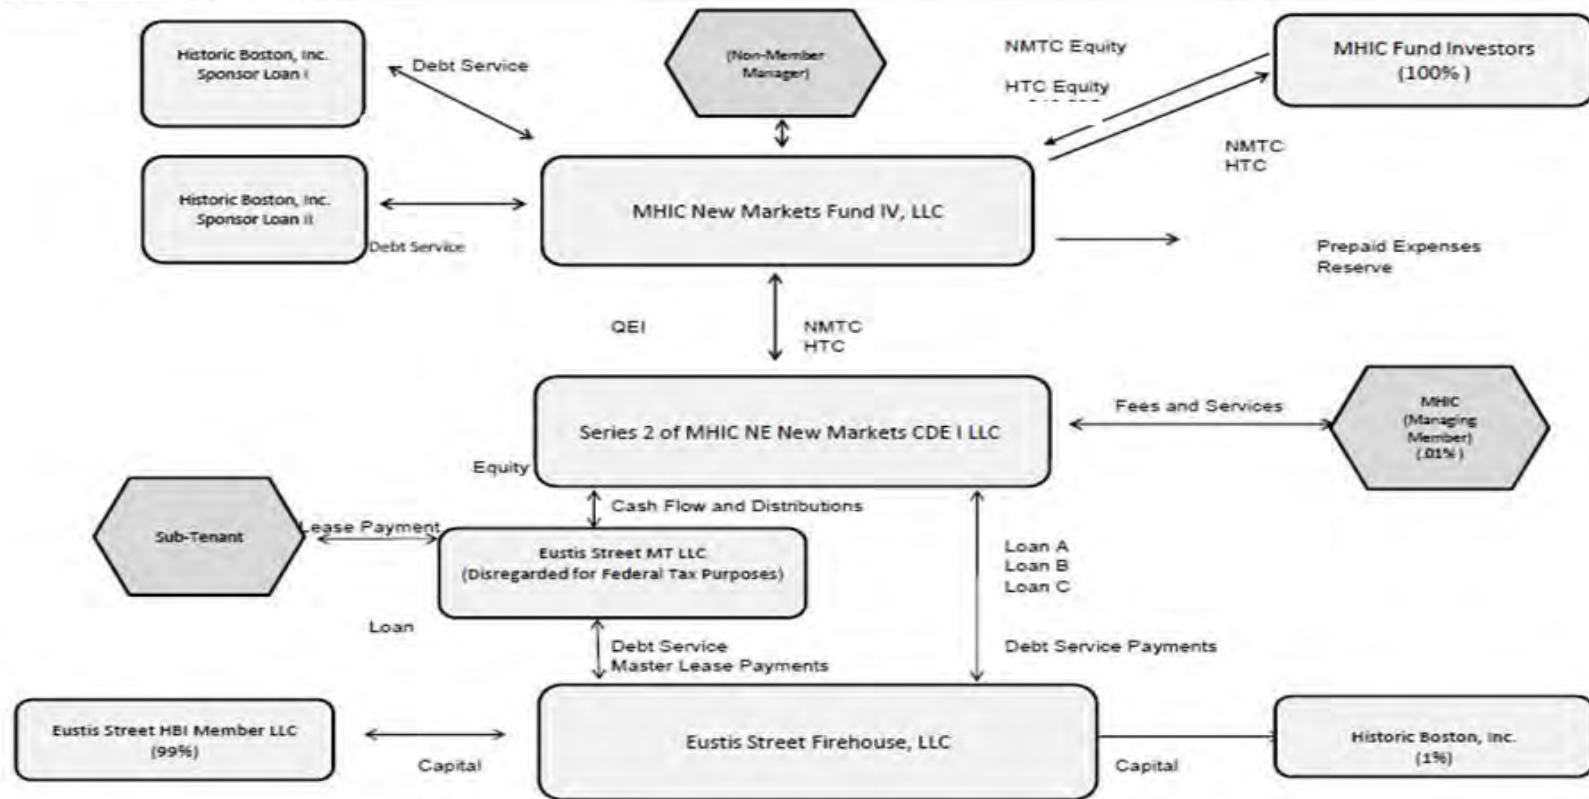 Historic Boston, Inc.
Sponsor Loan I
Debt Service
(Non-Member
Manager)
NMTC Equity
HTC Equity
MHIC Fund Investors
(100% )
NMTC
HTC
Historic Boston, Inc.
Sponsor Loan II
Debt Service
MHIC New Markets Fund IV, LLC
Prepaid Expenses
Reserve
QEI
NMTC
HTC
Series 2 of MHIC NE New Markets CDE I LLC
Fees and Services
MHIC
(Managing
Member)
(.01% )
Equity
Cash Flow and Distributions
Sub-Tenant
Lease Payment
Eustis Street MT LLC
(Disregarded for Federal Tax Purposes)
Loan A
Loan B
Loan C
Loan
Debt Service
Master Lease Payments
Debt Service Payments
Eustis Street HBI Member LLC
(99%)
Capital
Eustis Street Firehouse, LLC
Capital
Historic Boston, Inc.
(1%)